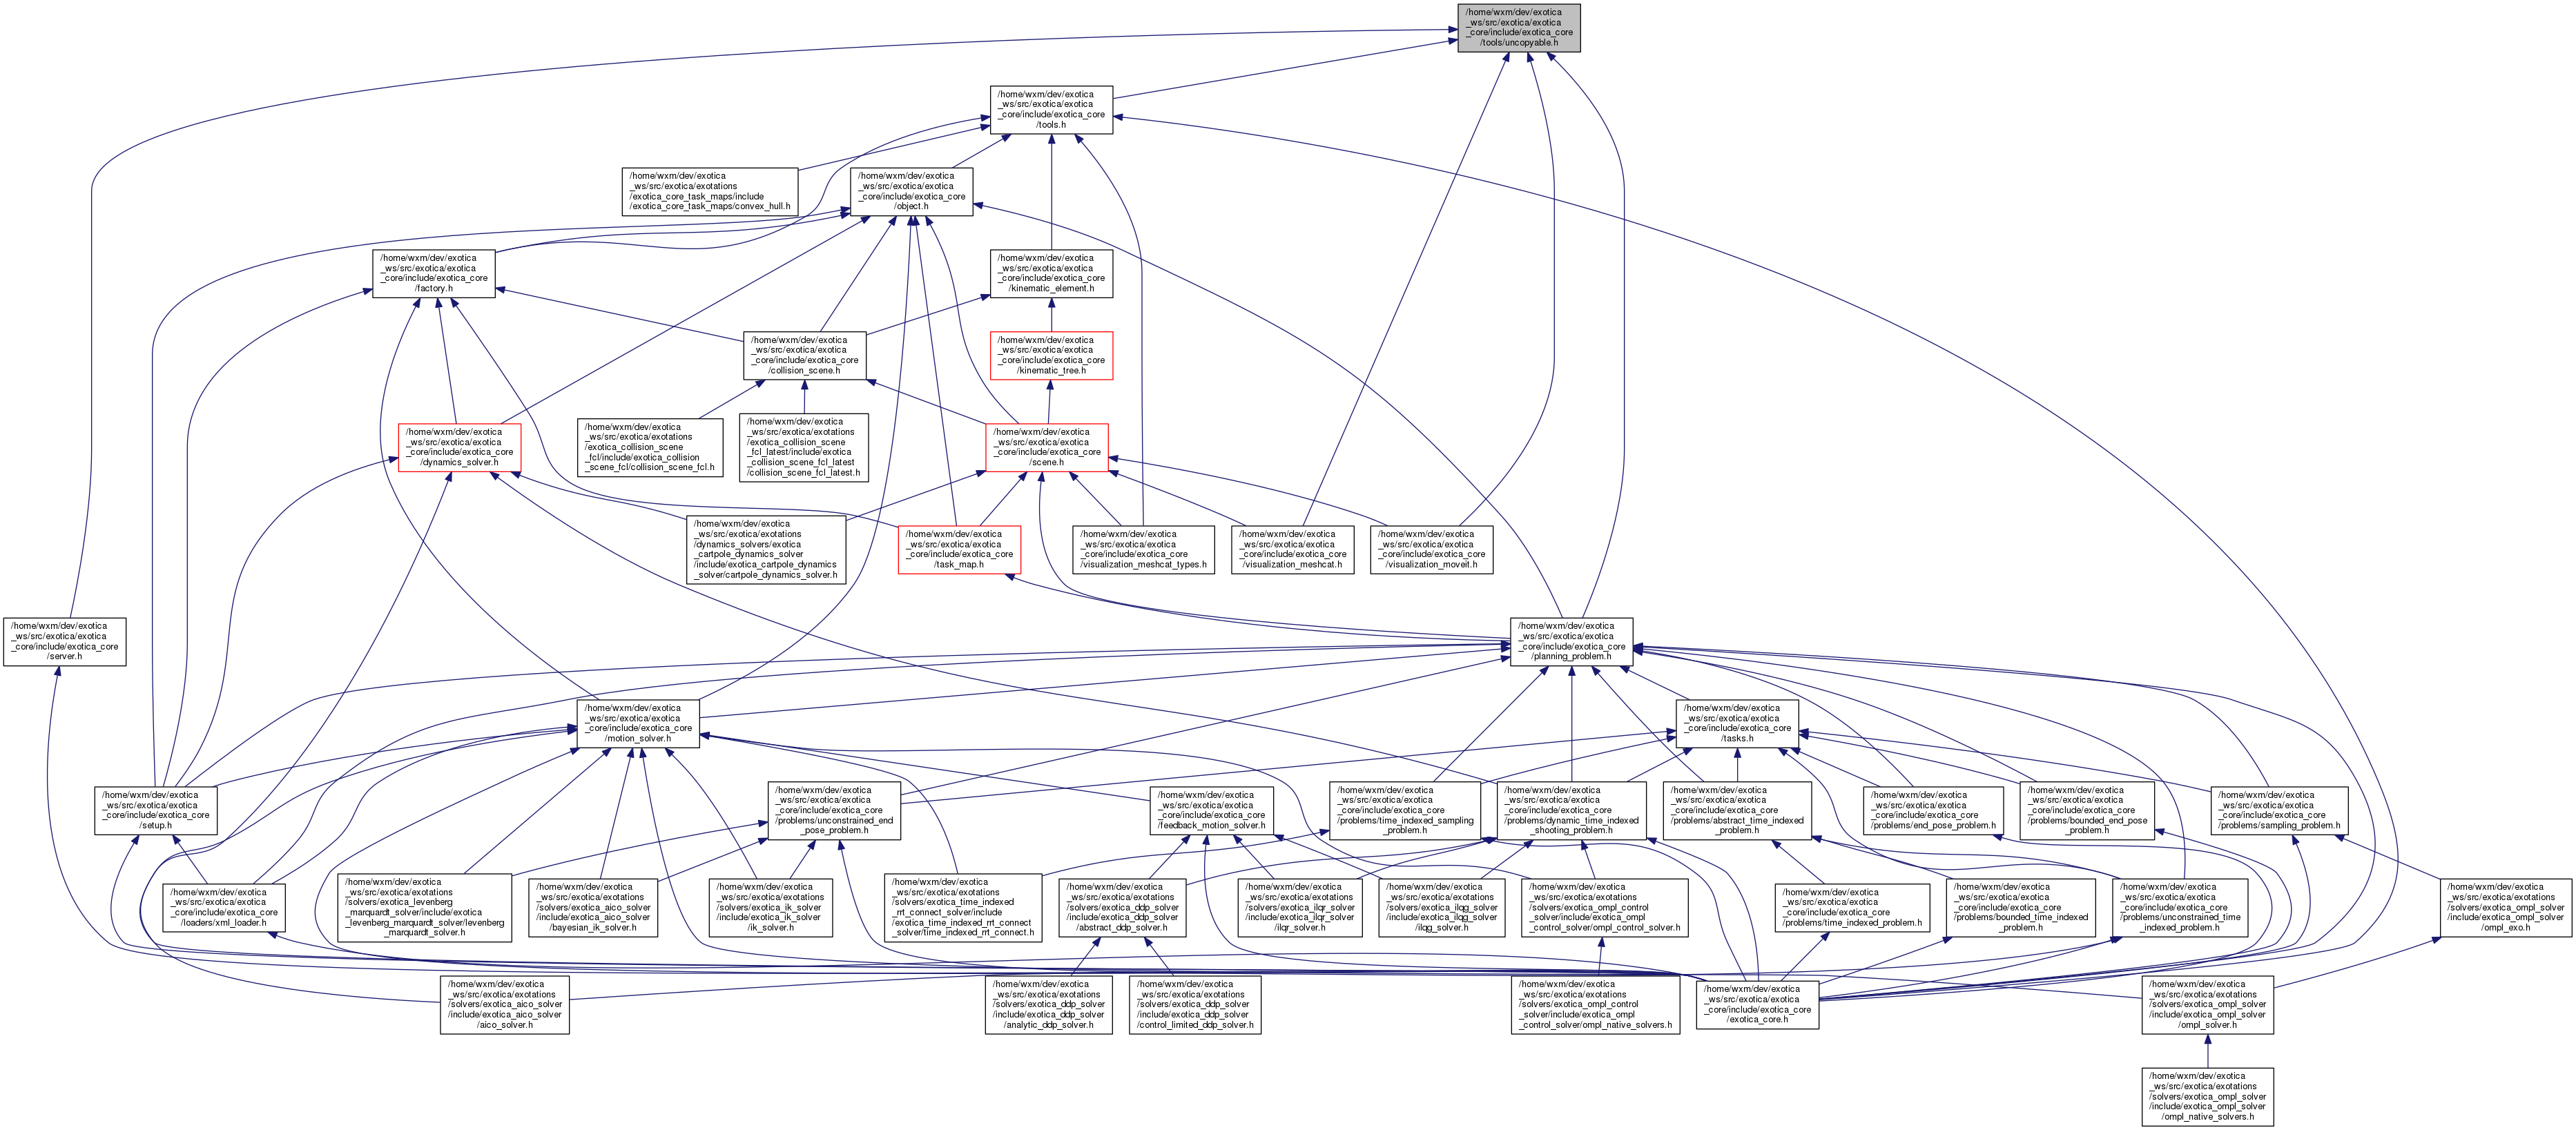 /home/wxm/dev/exotica
_ws/src/exotica/exotica
_core/include/exotica_core
/tools/uncopyable.h
/home/wxm/dev/exotica
_ws/src/exotica/exotica
_core/include/exotica_core
/tools.h
/home/wxm/dev/exotica
_ws/src/exotica/exotations
/exotica_core_task_maps/include
/exotica_core_task_maps/convex_hull.h
/home/wxm/dev/exotica
_ws/src/exotica/exotica
_core/include/exotica_core
/object.h
/home/wxm/dev/exotica
_ws/src/exotica/exotica
_core/include/exotica_core
/factory.h
/home/wxm/dev/exotica
_ws/src/exotica/exotica
_core/include/exotica_core
/kinematic_element.h
/home/wxm/dev/exotica
_ws/src/exotica/exotica
_core/include/exotica_core
/collision_scene.h
/home/wxm/dev/exotica
_ws/src/exotica/exotica
_core/include/exotica_core
/kinematic_tree.h
/home/wxm/dev/exotica
_ws/src/exotica/exotica
_core/include/exotica_core
/dynamics_solver.h
/home/wxm/dev/exotica
_ws/src/exotica/exotations
/exotica_collision_scene
_fcl/include/exotica_collision
_scene_fcl/collision_scene_fcl.h
/home/wxm/dev/exotica
_ws/src/exotica/exotations
/exotica_collision_scene
_fcl_latest/include/exotica
_collision_scene_fcl_latest
/collision_scene_fcl_latest.h
/home/wxm/dev/exotica
_ws/src/exotica/exotica
_core/include/exotica_core
/scene.h
/home/wxm/dev/exotica
_ws/src/exotica/exotations
/dynamics_solvers/exotica
_cartpole_dynamics_solver
/include/exotica_cartpole_dynamics
_solver/cartpole_dynamics_solver.h
/home/wxm/dev/exotica
_ws/src/exotica/exotica
_core/include/exotica_core
/task_map.h
/home/wxm/dev/exotica
_ws/src/exotica/exotica
_core/include/exotica_core
/visualization_meshcat_types.h
/home/wxm/dev/exotica
_ws/src/exotica/exotica
_core/include/exotica_core
/visualization_meshcat.h
/home/wxm/dev/exotica
_ws/src/exotica/exotica
_core/include/exotica_core
/visualization_moveit.h
/home/wxm/dev/exotica
_ws/src/exotica/exotica
_core/include/exotica_core
/server.h
/home/wxm/dev/exotica
_ws/src/exotica/exotica
_core/include/exotica_core
/planning_problem.h
/home/wxm/dev/exotica
_ws/src/exotica/exotica
_core/include/exotica_core
/motion_solver.h
/home/wxm/dev/exotica
_ws/src/exotica/exotica
_core/include/exotica_core
/tasks.h
/home/wxm/dev/exotica
_ws/src/exotica/exotica
_core/include/exotica_core
/setup.h
/home/wxm/dev/exotica
_ws/src/exotica/exotica
_core/include/exotica_core
/problems/unconstrained_end
_pose_problem.h
/home/wxm/dev/exotica
_ws/src/exotica/exotica
_core/include/exotica_core
/feedback_motion_solver.h
/home/wxm/dev/exotica
_ws/src/exotica/exotica
_core/include/exotica_core
/problems/time_indexed_sampling
_problem.h
/home/wxm/dev/exotica
_ws/src/exotica/exotica
_core/include/exotica_core
/problems/dynamic_time_indexed
_shooting_problem.h
/home/wxm/dev/exotica
_ws/src/exotica/exotica
_core/include/exotica_core
/problems/abstract_time_indexed
_problem.h
/home/wxm/dev/exotica
_ws/src/exotica/exotica
_core/include/exotica_core
/problems/end_pose_problem.h
/home/wxm/dev/exotica
_ws/src/exotica/exotica
_core/include/exotica_core
/problems/bounded_end_pose
_problem.h
/home/wxm/dev/exotica
_ws/src/exotica/exotica
_core/include/exotica_core
/problems/sampling_problem.h
/home/wxm/dev/exotica
_ws/src/exotica/exotica
_core/include/exotica_core
/loaders/xml_loader.h
/home/wxm/dev/exotica
_ws/src/exotica/exotations
/solvers/exotica_levenberg
_marquardt_solver/include/exotica
_levenberg_marquardt_solver/levenberg
_marquardt_solver.h
/home/wxm/dev/exotica
_ws/src/exotica/exotations
/solvers/exotica_aico_solver
/include/exotica_aico_solver
/bayesian_ik_solver.h
/home/wxm/dev/exotica
_ws/src/exotica/exotations
/solvers/exotica_ik_solver
/include/exotica_ik_solver
/ik_solver.h
/home/wxm/dev/exotica
_ws/src/exotica/exotations
/solvers/exotica_time_indexed
_rrt_connect_solver/include
/exotica_time_indexed_rrt_connect
_solver/time_indexed_rrt_connect.h
/home/wxm/dev/exotica
_ws/src/exotica/exotations
/solvers/exotica_ddp_solver
/include/exotica_ddp_solver
/abstract_ddp_solver.h
/home/wxm/dev/exotica
_ws/src/exotica/exotations
/solvers/exotica_ilqr_solver
/include/exotica_ilqr_solver
/ilqr_solver.h
/home/wxm/dev/exotica
_ws/src/exotica/exotations
/solvers/exotica_ilqg_solver
/include/exotica_ilqg_solver
/ilqg_solver.h
/home/wxm/dev/exotica
_ws/src/exotica/exotations
/solvers/exotica_ompl_control
_solver/include/exotica_ompl
_control_solver/ompl_control_solver.h
/home/wxm/dev/exotica
_ws/src/exotica/exotica
_core/include/exotica_core
/problems/time_indexed_problem.h
/home/wxm/dev/exotica
_ws/src/exotica/exotica
_core/include/exotica_core
/problems/bounded_time_indexed
_problem.h
/home/wxm/dev/exotica
_ws/src/exotica/exotica
_core/include/exotica_core
/problems/unconstrained_time
_indexed_problem.h
/home/wxm/dev/exotica
_ws/src/exotica/exotations
/solvers/exotica_ompl_solver
/include/exotica_ompl_solver
/ompl_exo.h
/home/wxm/dev/exotica
_ws/src/exotica/exotations
/solvers/exotica_aico_solver
/include/exotica_aico_solver
/aico_solver.h
/home/wxm/dev/exotica
_ws/src/exotica/exotations
/solvers/exotica_ddp_solver
/include/exotica_ddp_solver
/analytic_ddp_solver.h
/home/wxm/dev/exotica
_ws/src/exotica/exotations
/solvers/exotica_ddp_solver
/include/exotica_ddp_solver
/control_limited_ddp_solver.h
/home/wxm/dev/exotica
_ws/src/exotica/exotations
/solvers/exotica_ompl_control
_solver/include/exotica_ompl
_control_solver/ompl_native_solvers.h
/home/wxm/dev/exotica
_ws/src/exotica/exotica
_core/include/exotica_core
/exotica_core.h
/home/wxm/dev/exotica
_ws/src/exotica/exotations
/solvers/exotica_ompl_solver
/include/exotica_ompl_solver
/ompl_solver.h
/home/wxm/dev/exotica
_ws/src/exotica/exotations
/solvers/exotica_ompl_solver
/include/exotica_ompl_solver
/ompl_native_solvers.h